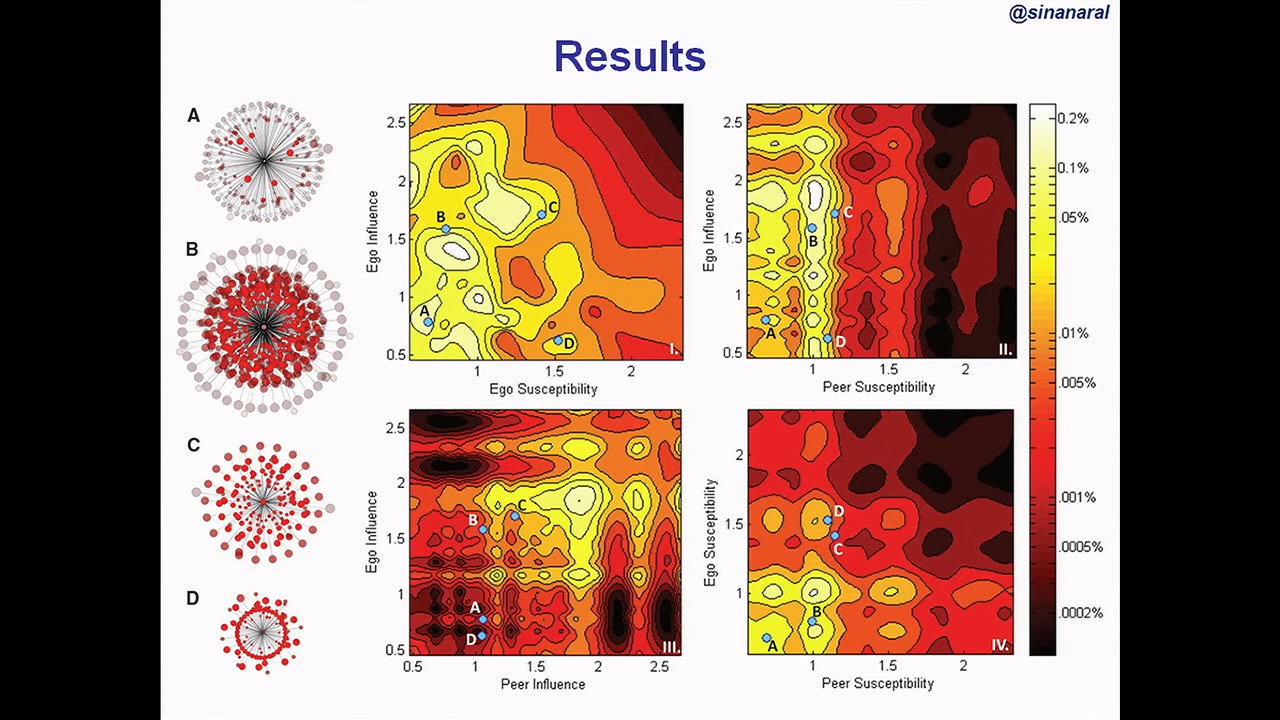 @sinanaral
Results
A
B
C
D
Ego Influence
2.5
2
1.5
1
0.5
A
B
C
D
I.
1
1.5
2
Ego Susceptibility
Ego Influence
2.5
2
1.5
1
0.5
A
B
C
D
II.
1
1.5
2
Peer Susceptibility
Ego Influence
2.5
2
1.5
1
0.5
A
B
C
D
III.
0.5
1
1.5
2
2.5
Peer Influence
Ego Susceptibility
2
1.5
1
A
B
C
D
IV.
1
1.5
2
Peer Susceptibility
0.2%
0.1%
.05%
.01%
.005%
.001%
.0005%
.0002%